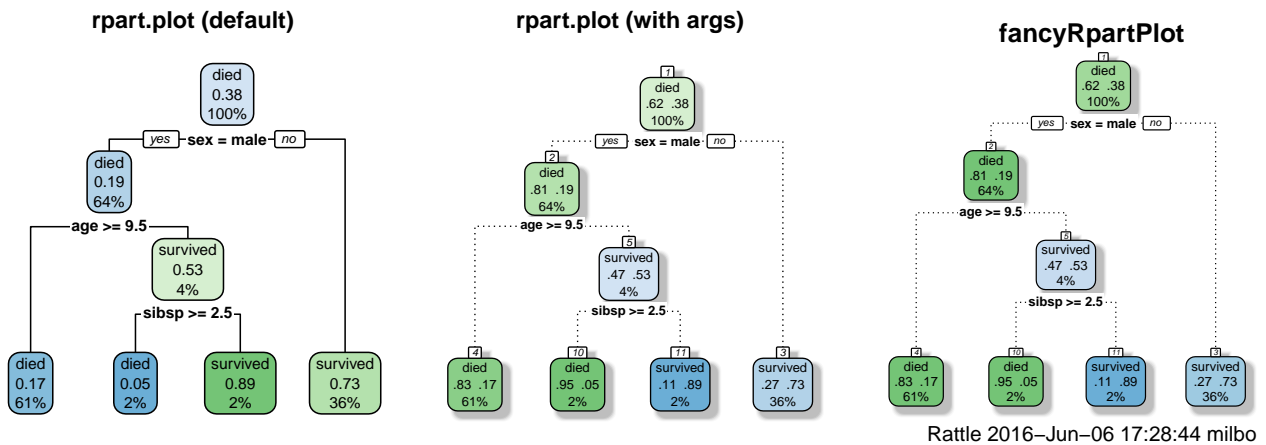 rpart.plot (default)
died
0.38
100%
yes sex = male no
died
0.19
64%
age >= 9.5
survived
0.53
4%
sibsp >= 2.5
died
0.17
61%
died
0.05
2%
survived
0.89
2%
survived
0.73
36%
rpart.plot (with args)
1
died
.62 .38
100%
yes sex = male no
2
died
.81 .19
64%
age >= 9.5
5
survived
.47 .53
4%
sibsp >= 2.5
4
died
.83 .17
61%
10
died
.95 .05
2%
11
survived
.11 .89
2%
3
survived
.27 .73
36%
fancyRpartPlot
1
died
.62 .38
100%
yes sex = male no
2
died
.81 .19
64%
age >= 9.5
5
survived
.47 .53
4%
sibsp >= 2.5
4
died
.83 .17
61%
10
died
.95 .05
2%
11
survived
.11 .89
2%
3
survived
.27 .73
36%
Rattle 2016−Jun−06 17:28:44 milbo